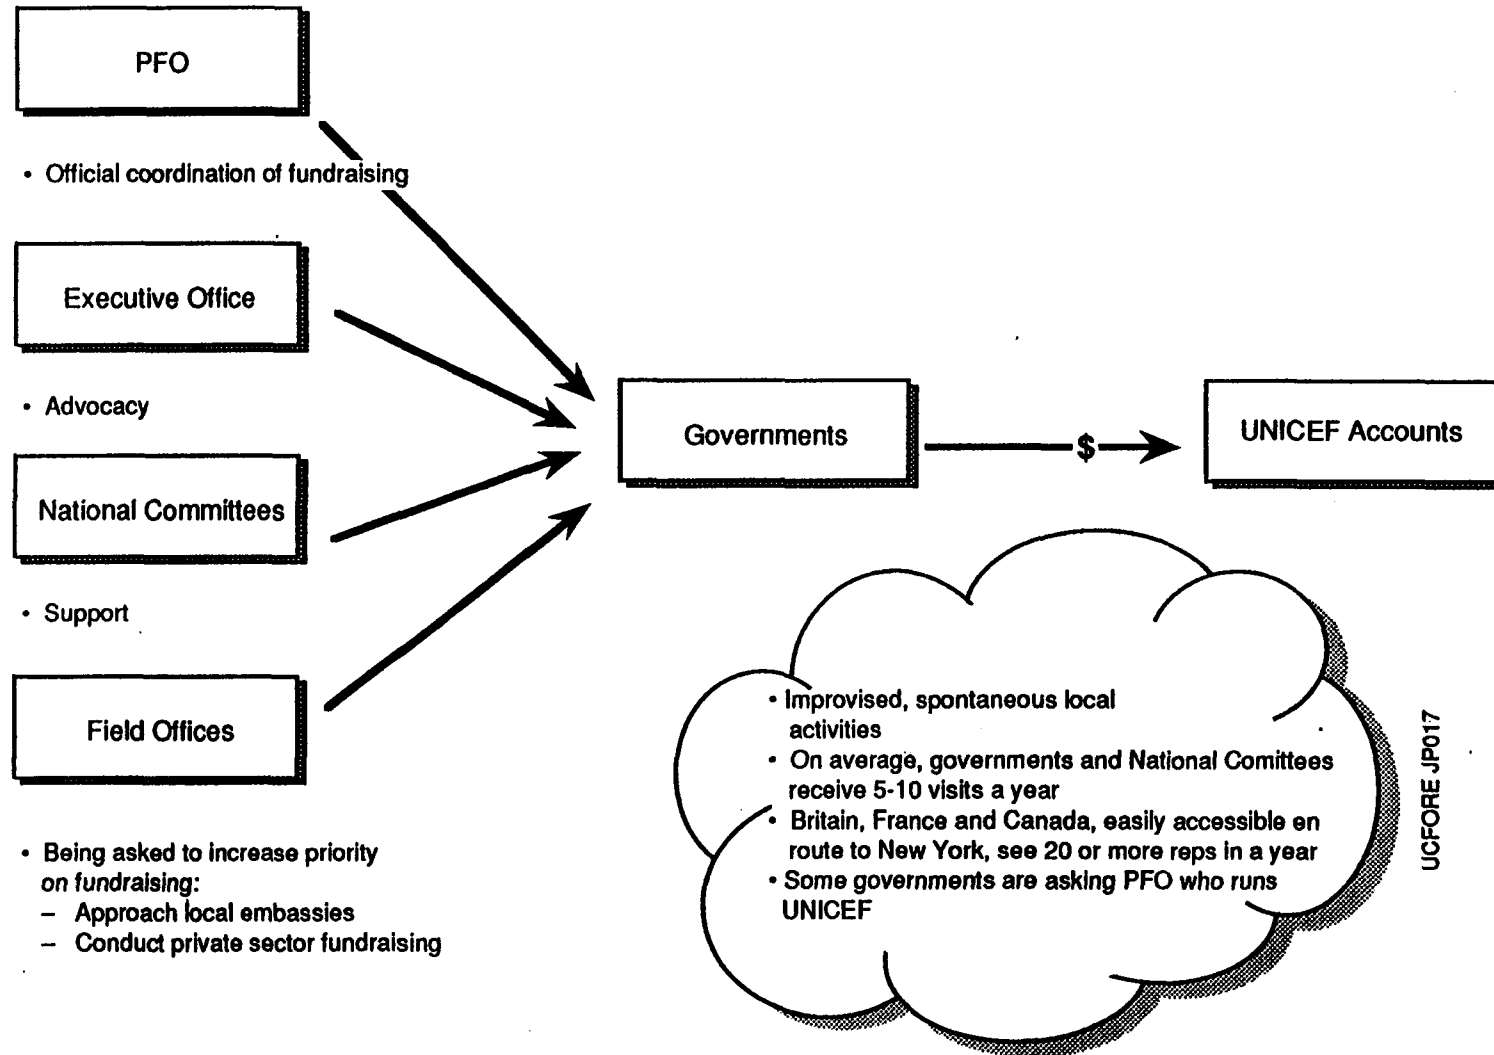 PFO
• Official coordination of fundraising
Executive Office
• Advocacy
National Committees
• Support
Field Offices
• Being asked to increase priority
on fundraising:
– Approach local embassies
– Conduct private sector fundraising
Governments
$
UNICEF Accounts
• Improvised, spontaneous local
activities
• On average, governments and National Comittees
receive 5-10 visits a year
• Britain, France and Canada, easily accessible en
route to New York, see 20 or more reps in a year
• Some governments are asking PFO who runs
UNICEF
UCFORE JP017